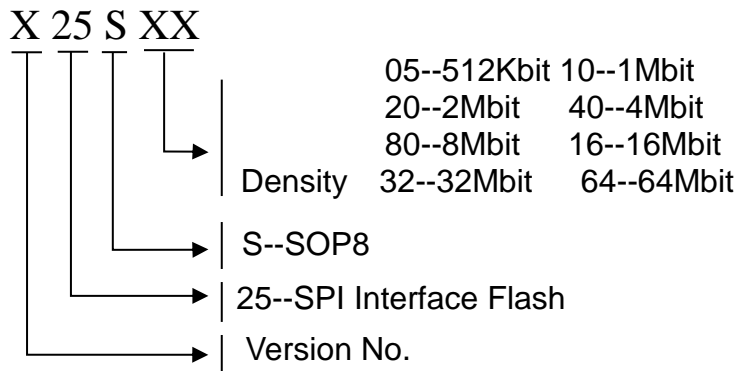 X 25 S XX
05--512Kbit 10--1Mbit
20--2Mbit 40--4Mbit
80--8Mbit 16--16Mbit
Density 32--32Mbit 64--64Mbit
S--SOP8
25--SPI Interface Flash
Version No.